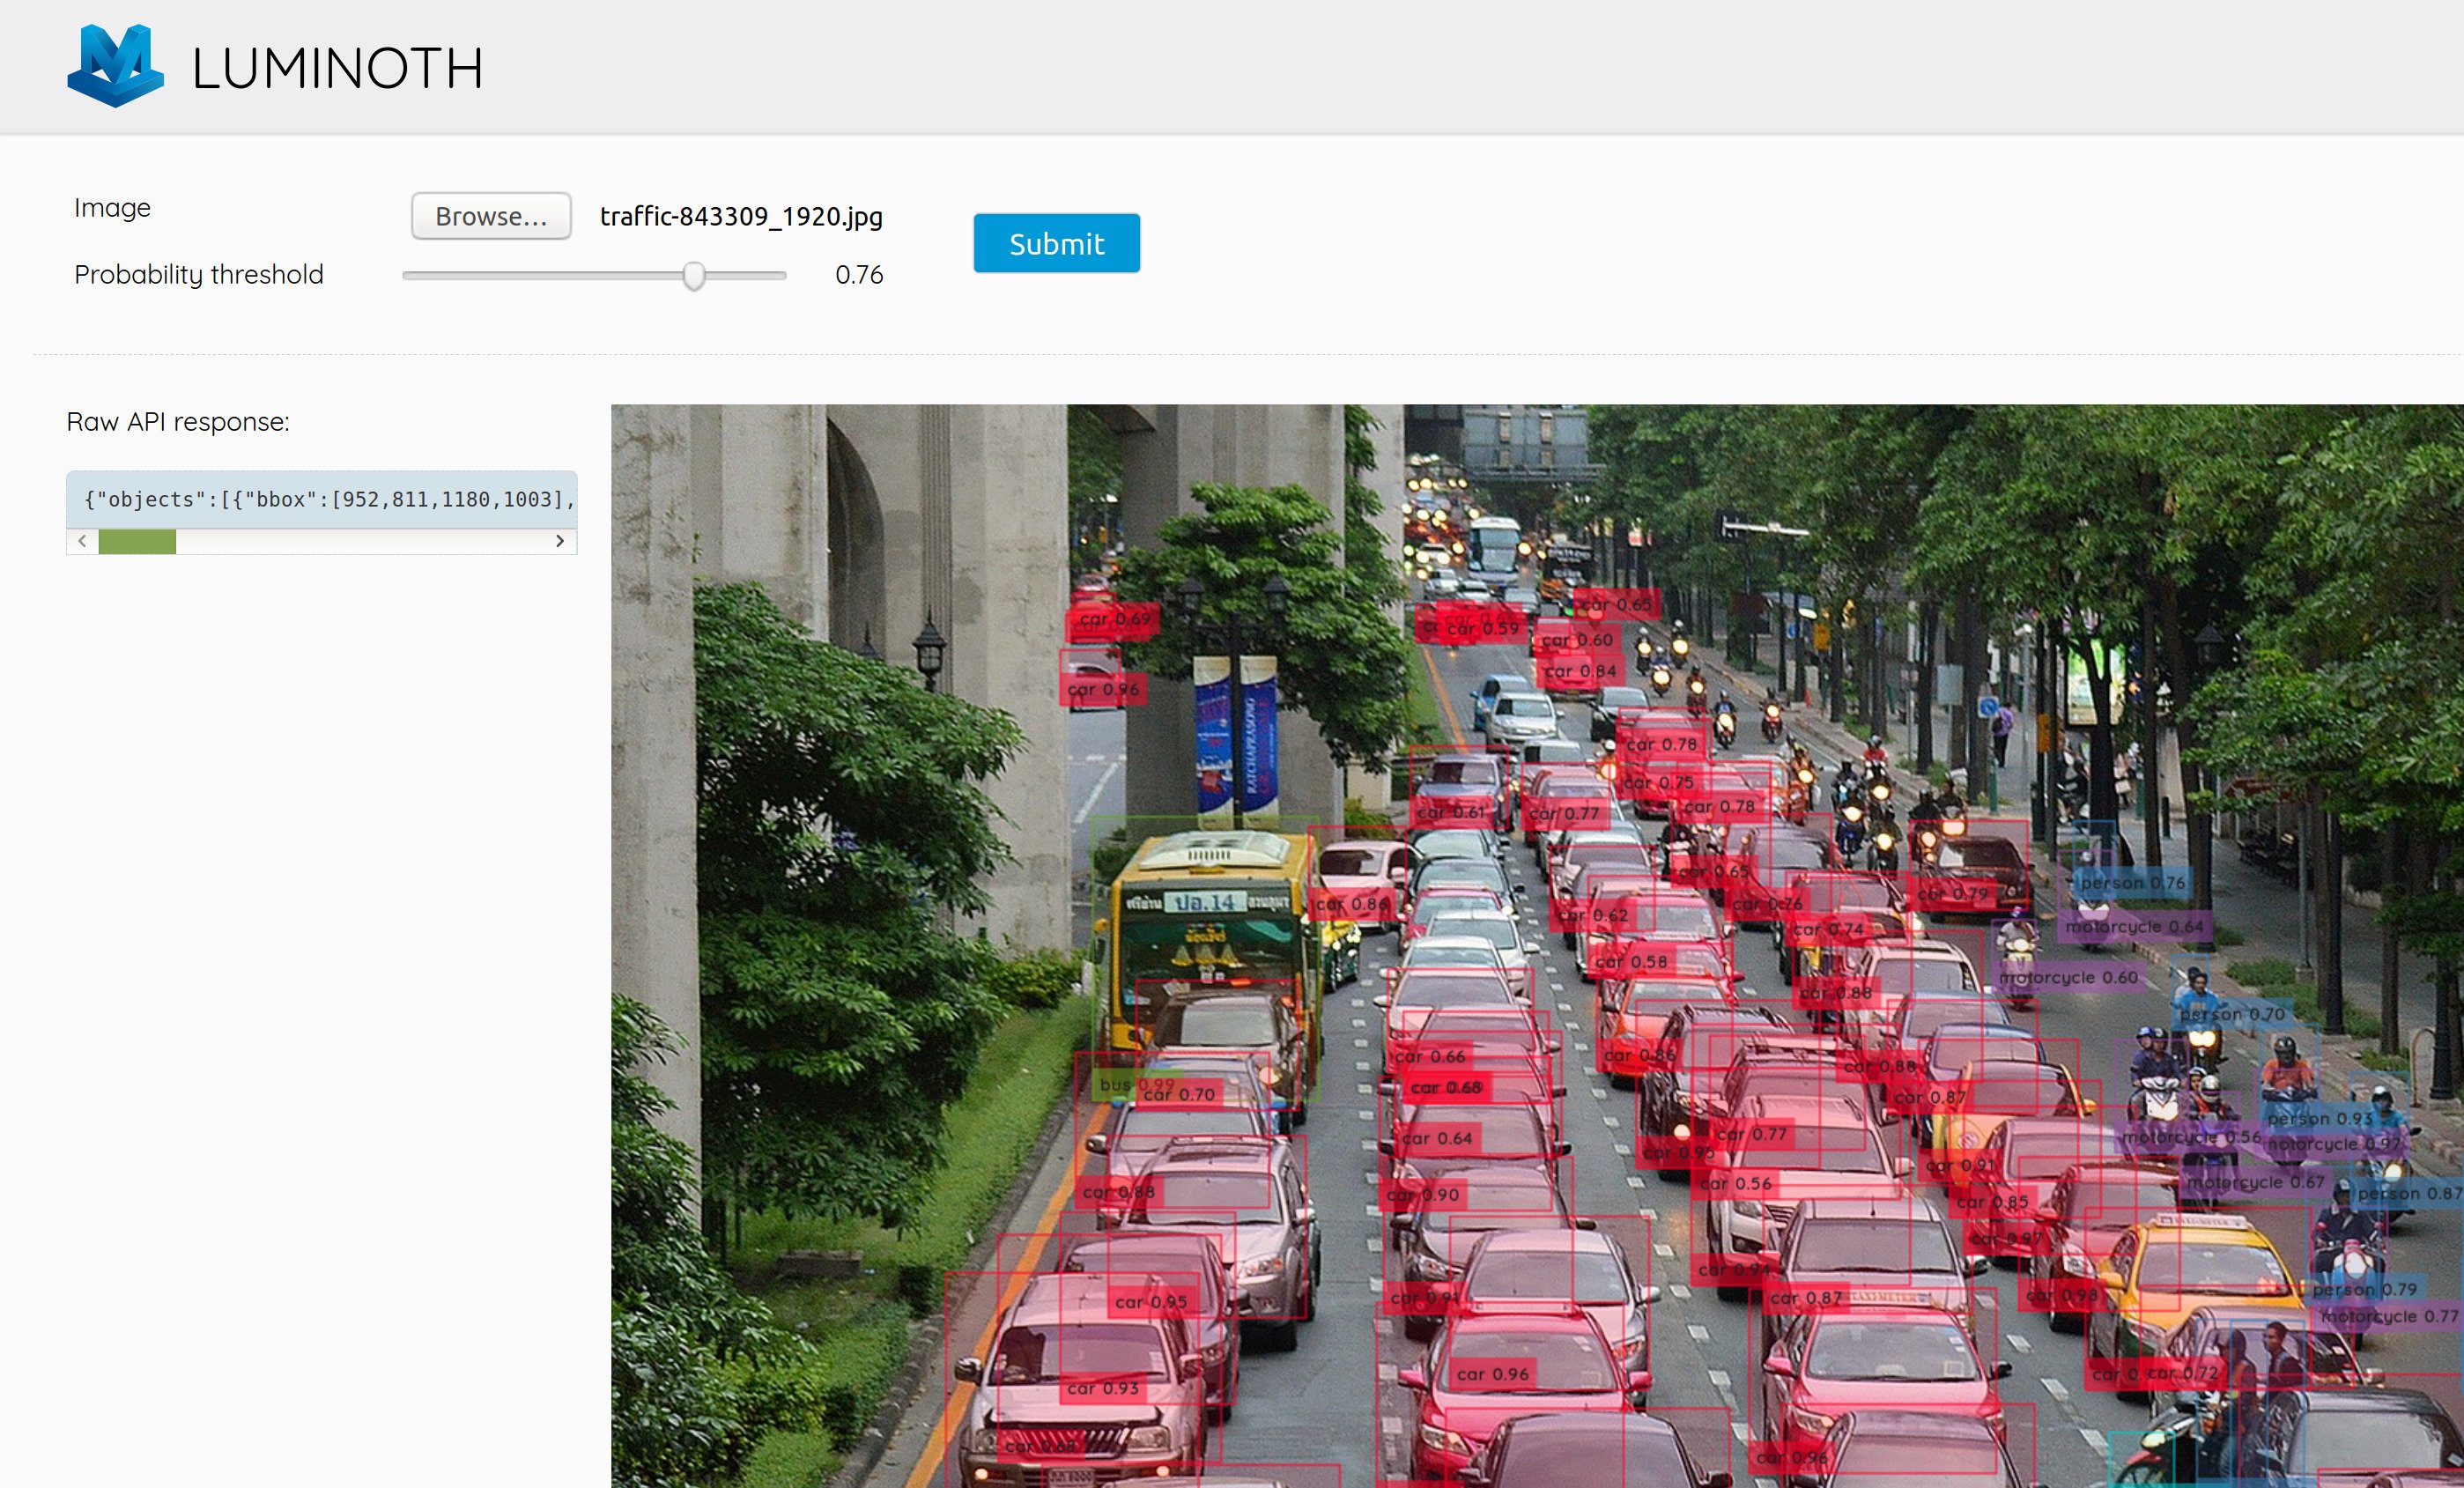 LUMINOTH
Image
Browse...
traffic-843309_1920.jpg
Submit
Probability threshold
0.76
Raw API response:
{"objects":[{"bbox":[952,811,1180,1003],
car 0.65
car 0.69
car 0.59
car 0.60
car 0.84
car 0.96
car 0.78
car 0.75
car 0.78
car 0.61
car 0.77
RATCHAPRASONG
car 0.65
person 0.76
car 0.79
car 0.86
car 0.76
ปอ.14
car 0.62
motorcycle 0.64
car 0.74
car 0.58
motorcycle 0.60
car 0.88
person 0.70
car 0.66
car 0.86
car 0.88
bus 0.99
car 0.70
car 0.68
car 0.87
person 0.93
car 0.64
car 0.77
motorcycle 0.56
motorcycle 0.97
car 0.95
car 0.91
car 0.56
motorcycle 0.67
car 0.88
car 0.90
person 0.87
car 0.85
car 0.97
car 0.94
person 0.79
car 0.95
car 0.91
car 0.87
TAXI-METER
car 0.98
motorcycle 0.77
car 0.96
car 0.72
car 0.93
car 0.68
car 0.96